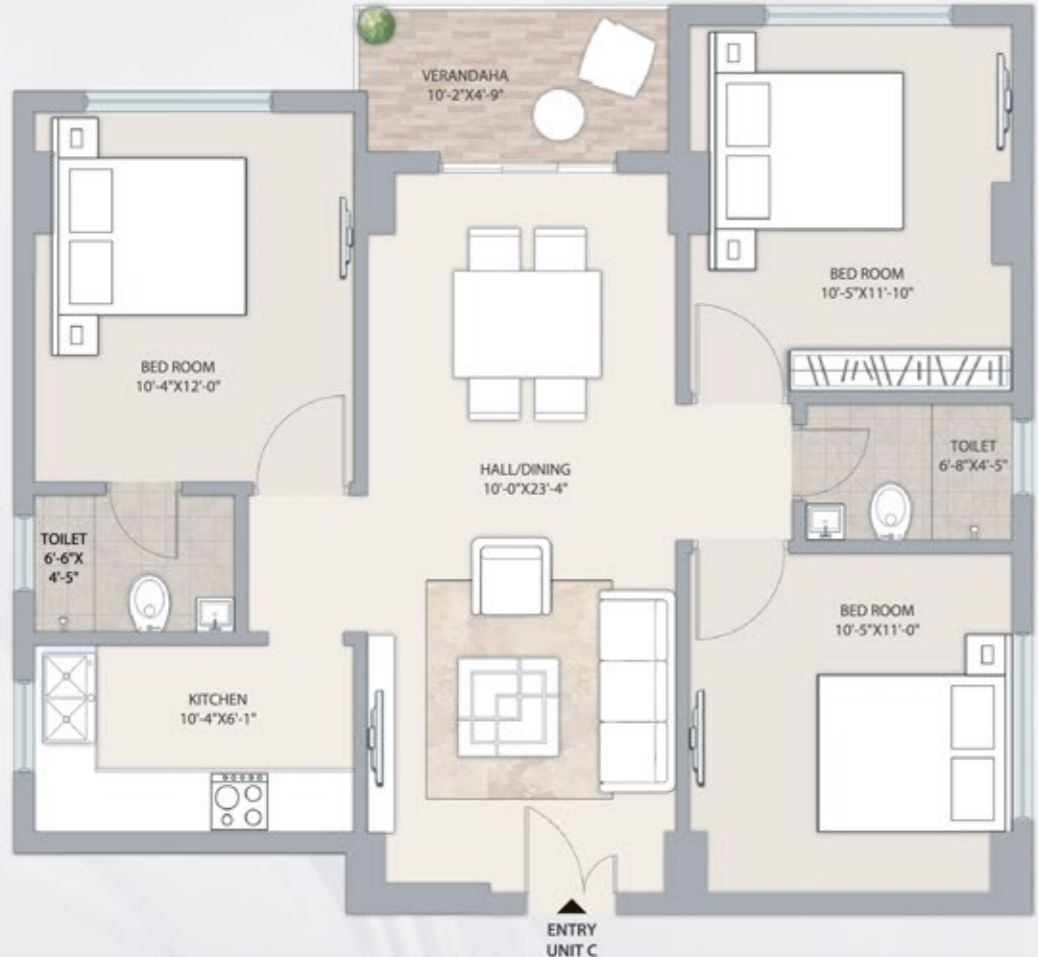 VERANDAHA
10'-2"X4'-9"
BED ROOM
10'-5"X11'-10"
BED ROOM
10'-4"X12'-0"
TOILET
6'-8"X4'-5"
HALL/DINING
10'-0"X23'-4"
TOILET
6'-6"X
4'-5"
BED ROOM
10'-5"X11'-0"
KITCHEN
10'-4"X6'-1"
ENTRY
UNIT C